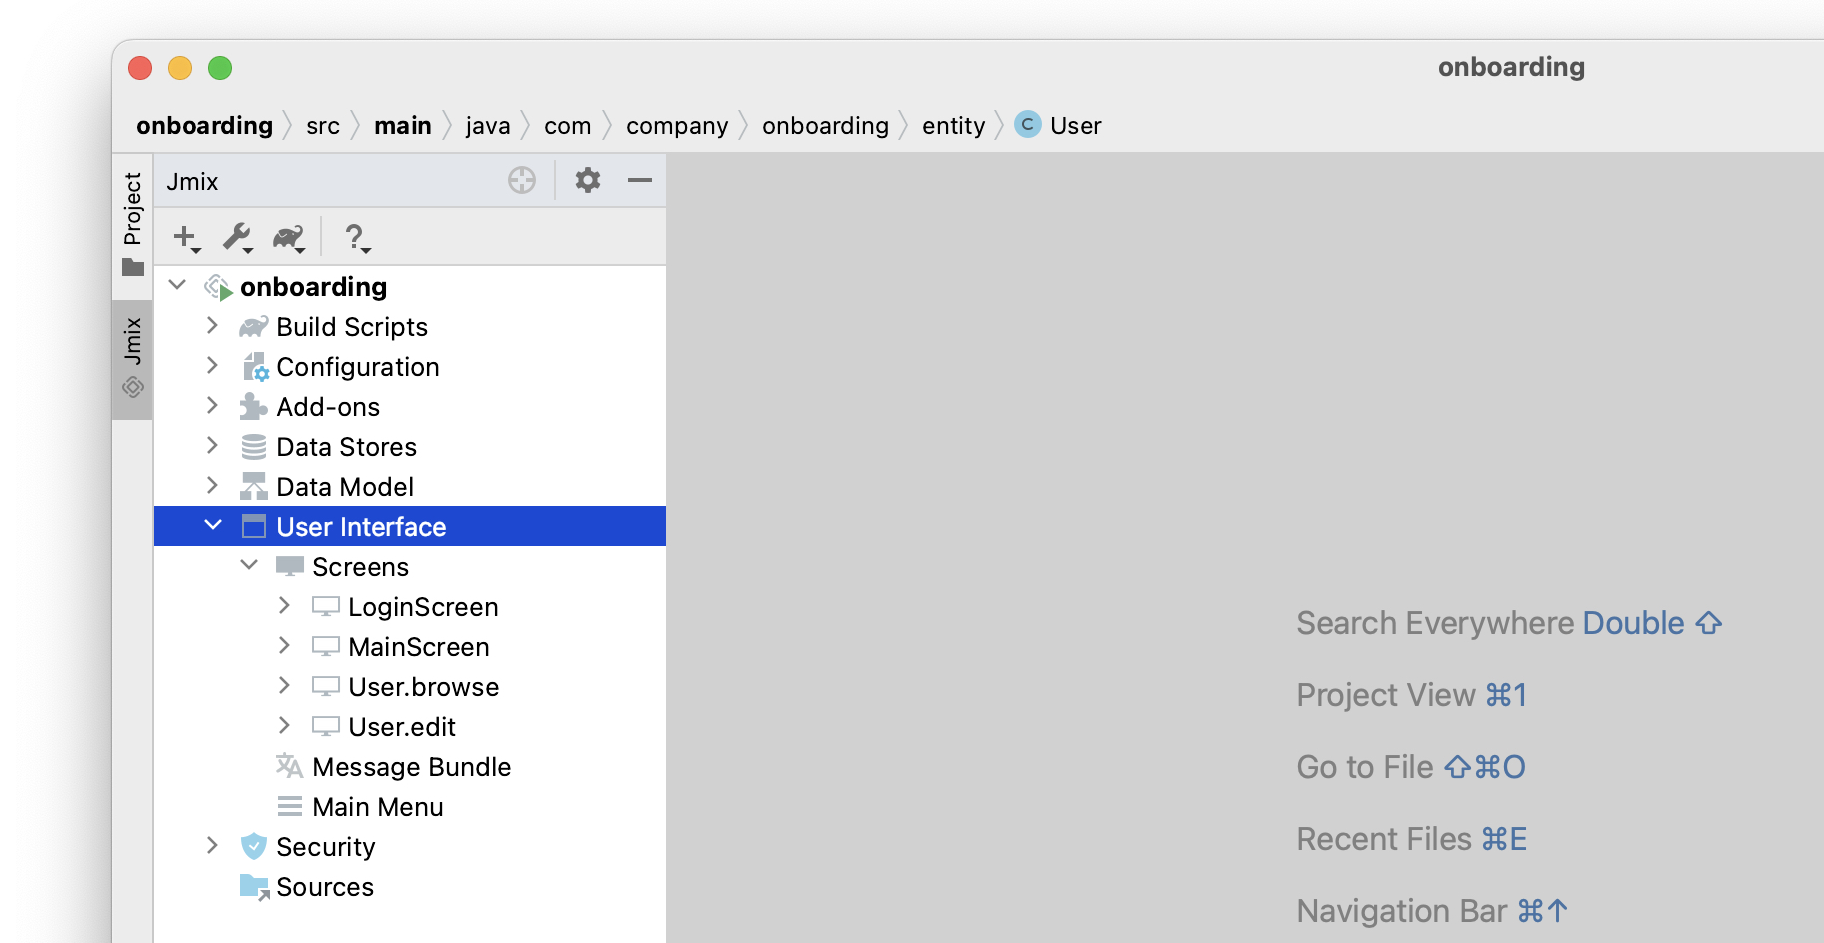 onboarding
onboarding src main java com company onboarding entity C User
Project
Jmix
Jmix
onboarding
Build Scripts
Configuration
Add-ons
Data Stores
Data Model
User Interface
Screens
LoginScreen
MainScreen
User.browse
User.edit
Message Bundle
Main Menu
Security
Sources
Search Everywhere Double ⇧
Project View ⌘1
Go to File ⇧⌘O
Recent Files ⌘E
Navigation Bar ⌘↑